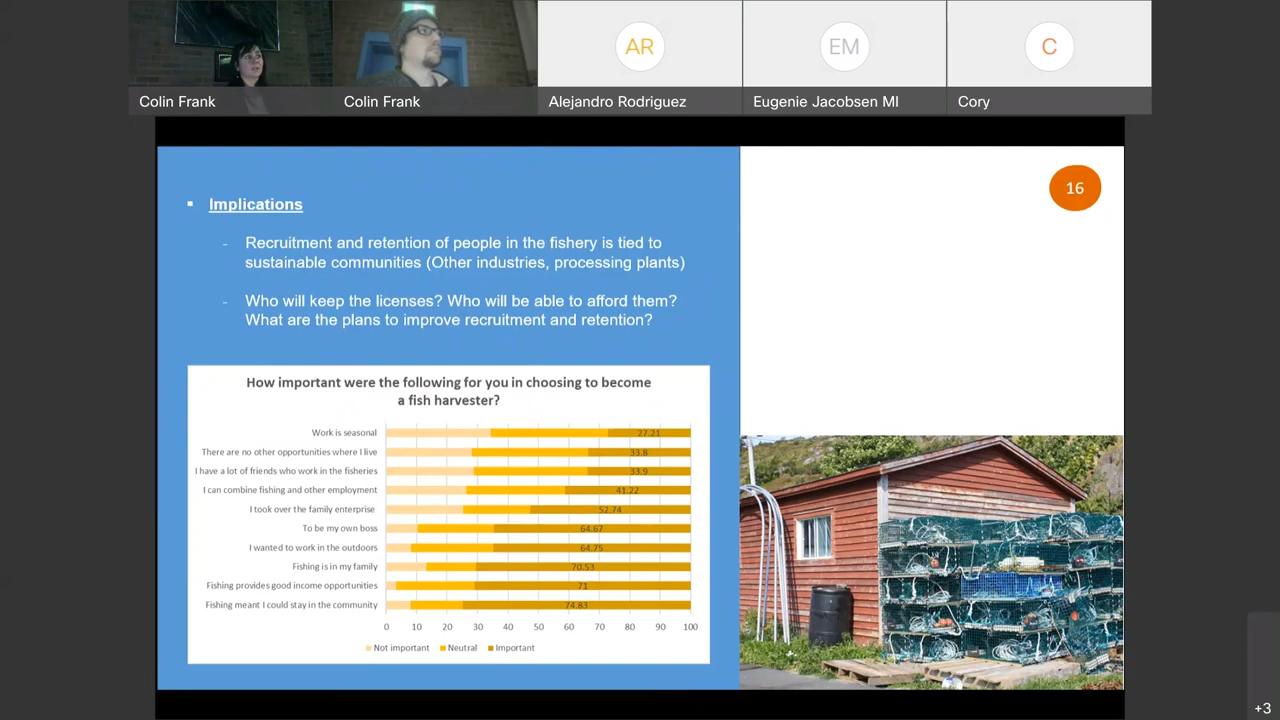 AR
EM
C
Colin Frank
Colin Frank
Alejandro Rodriguez
Eugenie Jacobsen MI
Cory
16
▪ Implications
- Recruitment and retention of people in the fishery is tied to
sustainable communities (Other industries, processing plants)
- Who will keep the licenses? Who will be able to afford them?
What are the plans to improve recruitment and retention?
How important were the following for you in choosing to become
a fish harvester?
Work is seasonal 27.21
There are no other opportunities where I live 33.8
I have a lot of friends who work in the fisheries 33.9
I can combine fishing and other employment 41.22
I took over the family enterprise 52.74
To be my own boss 64.67
I wanted to work in the outdoors 64.75
Fishing is in my family 70.53
Fishing provides good income opportunities 71
Fishing meant I could stay in the community 74.83
0 10 20 30 40 50 60 70 80 90 100
Not important Neutral Important
+3